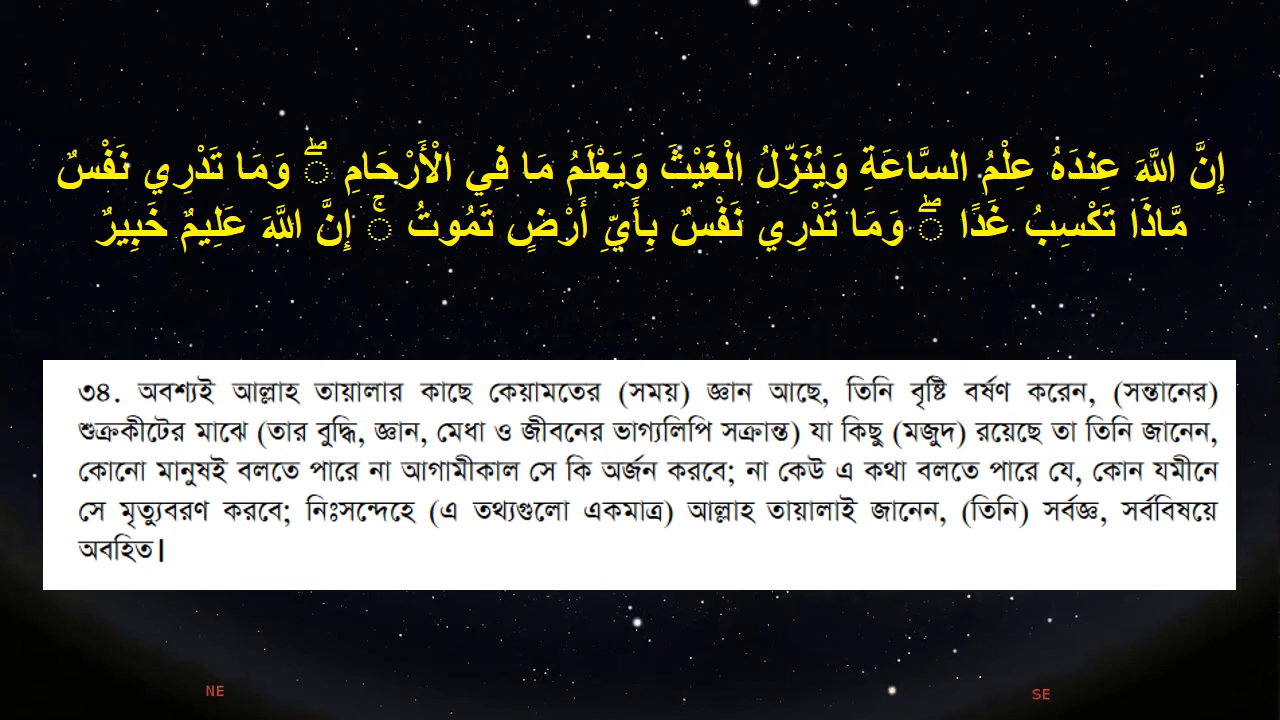 إِنَّ اللَّهَ عِندَهُ عِلْمُ السَّاعَةِ وَيُنَزِّلُ الْغَيْثَ وَيَعْلَمُ مَا فِي الْأَرْحَامِ ۖ وَمَا تَدْرِي نَفْسٌ
مَّاذَا تَكْسِبُ غَدًا ۖ وَمَا تَدْرِي نَفْسٌ بِأَيِّ أَرْضٍ تَمُوتُ ۚ إِنَّ اللَّهَ عَلِيمٌ خَبِيرٌ
৩৪. অবশ্যই আল্লাহ তায়ালার কাছে কেয়ামতের (সময়) জ্ঞান আছে, তিনি বৃষ্টি বর্ষণ করেন, (সন্তানের)
শুক্রকীটের মাঝে (তার বুদ্ধি, জ্ঞান, মেধা ও জীবনের ভাগ্যলিপি সক্রান্ত) যা কিছু (মজুদ) রয়েছে তা তিনি জানেন,
কোনো মানুষই বলতে পারে না আগামীকাল সে কি অর্জন করবে; না কেউ এ কথা বলতে পারে যে, কোন যমীনে
সে মৃত্যুবরণ করবে; নিঃসন্দেহে (এ তথ্যগুলো একমাত্র) আল্লাহ তায়ালাই জানেন, (তিনি) সর্বজ্ঞ, সর্ববিষয়ে
অবহিত।
NE
SE